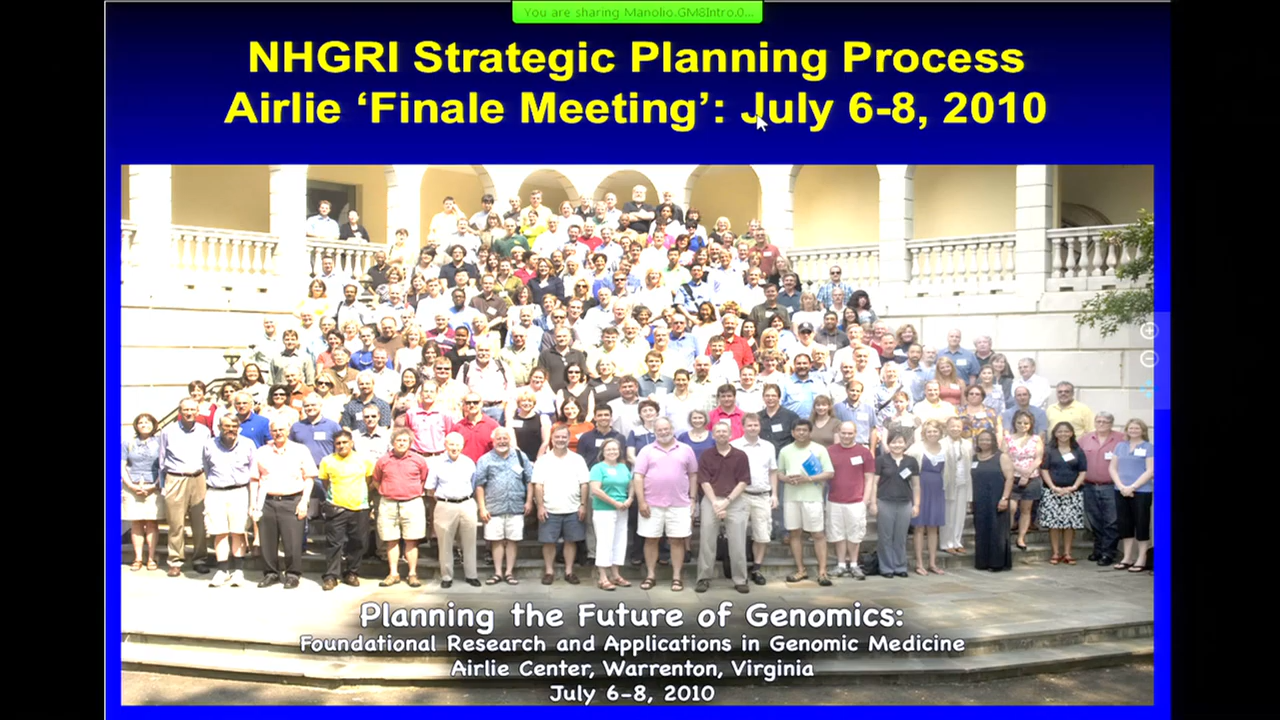 You are sharing Manolio.GM8Intro.0...
NHGRI Strategic Planning Process
Airlie ‘Finale Meeting’: July 6-8, 2010
Planning the Future of Genomics:
Foundational Research and Applications in Genomic Medicine
Airlie Center, Warrenton, Virginia
July 6-8, 2010